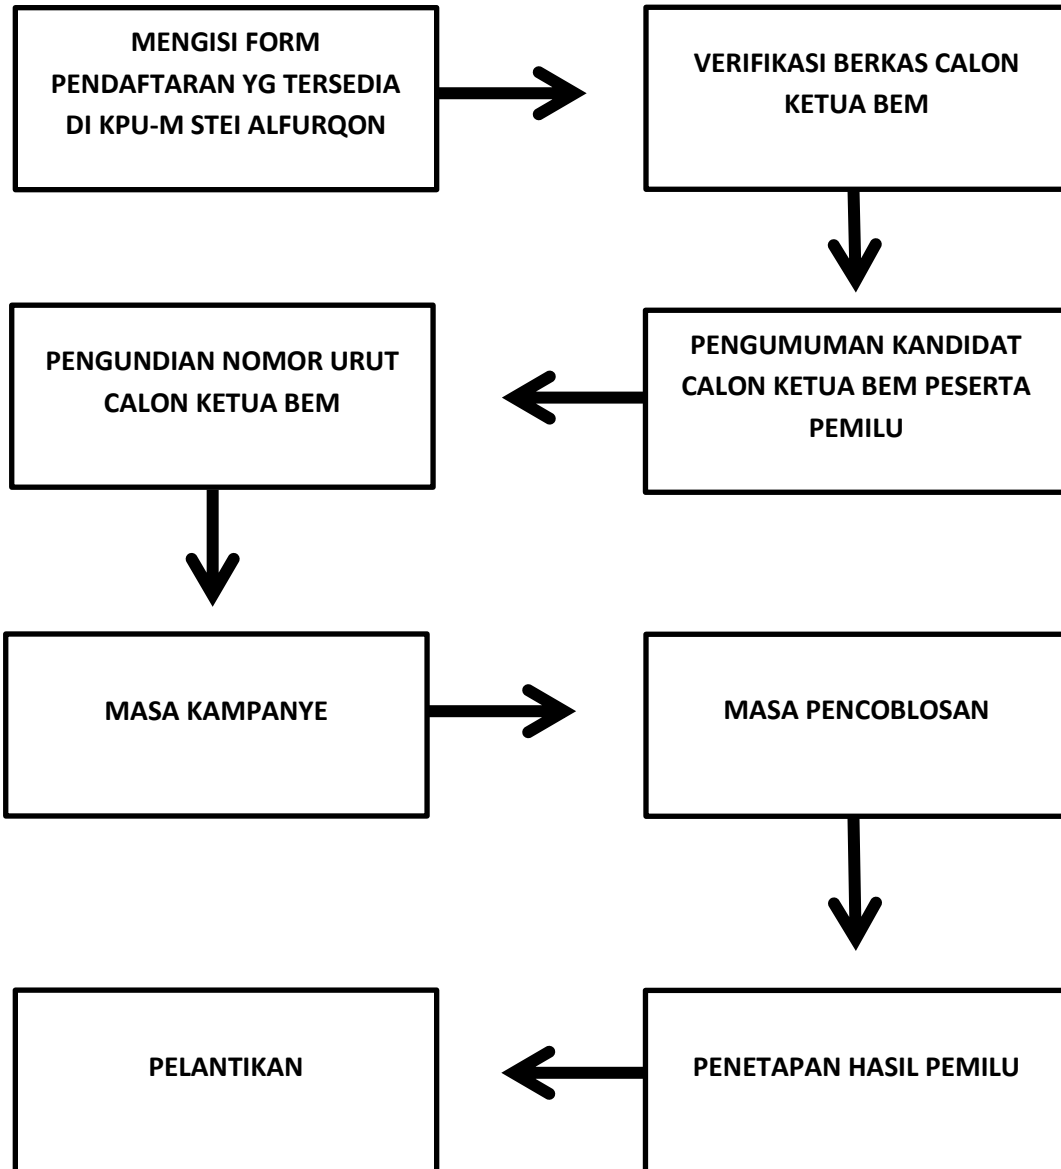 MENGISI FORM
PENDAFTARAN YG TERSEDIA
DI KPU-M STEI ALFURQON
VERIFIKASI BERKAS CALON
KETUA BEM
PENGUMUMAN KANDIDAT
CALON KETUA BEM PESERTA
PEMILU
PENGUNDIAN NOMOR URUT
CALON KETUA BEM
MASA KAMPANYE
MASA PENCOBLOSAN
PENETAPAN HASIL PEMILU
PELANTIKAN